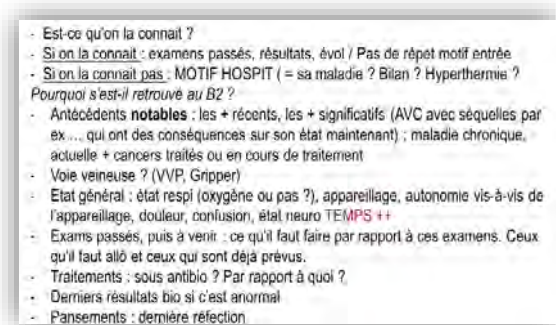 - Est-ce qu'on la connait ?
- Si on la connait : examens passés, résultats, évol / Pas de répet motif entrée
- Si on la connait pas : MOTIF HOSPIT ( = sa maladie ? Bilan ? Hyperthermie ?
Pourquoi s'est-il retrouvé au B2 ?
- Antécédents notables : les + récents, les + significatifs (AVC avec séquelles par
ex … qui ont des conséquences sur son état maintenant) ; maladie chronique,
actuelle + cancers traités ou en cours de traitement
- Voie veineuse ? (VVP, Gripper)
- Etat général : état respi (oxygène ou pas ?), appareillage, autonomie vis-à-vis de
l'appareillage, douleur, confusion, état neuro TEMPS ++
- Exams passés, puis à venir : ce qu'il faut faire par rapport à ces examens. Ceux
qu'il faut allô et ceux qui sont déjà prévus.
- Traitements : sous antibio ? Par rapport à quoi ?
- Derniers résultats bio si c'est anormal
- Pansements : dernière réfection